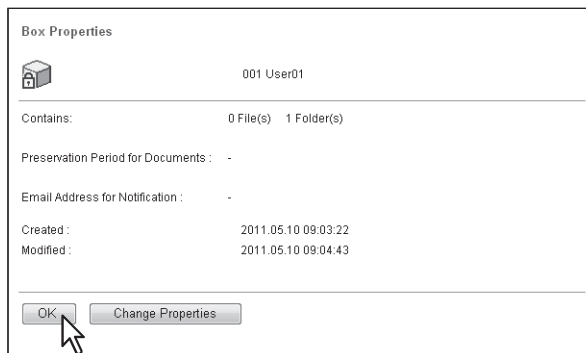 Box Properties
001 User01
Contains: 0 File(s) 1 Folder(s)
Preservation Period for Documents : -
Email Address for Notification : -
Created : 2011.05.10 09:03:22
Modified : 2011.05.10 09:04:43
OK Change Properties